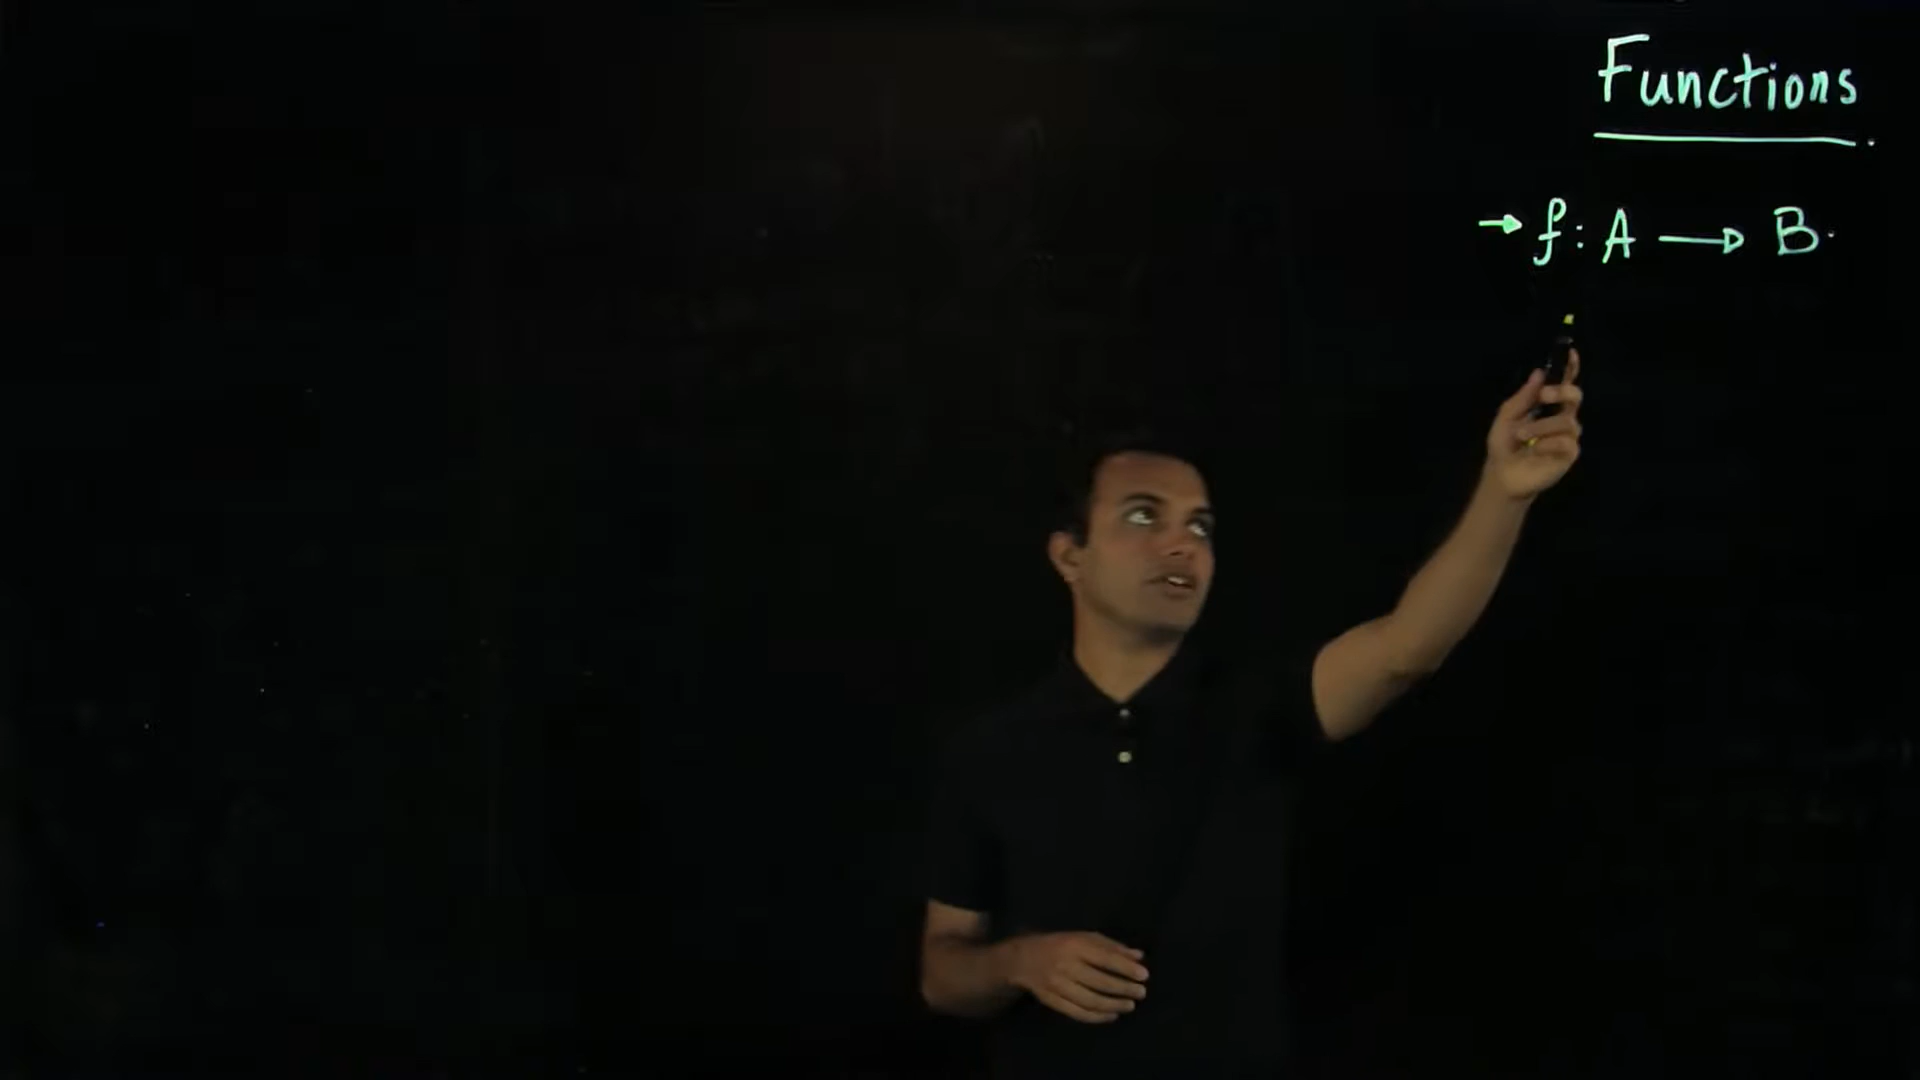 Functions
→ f: A → B